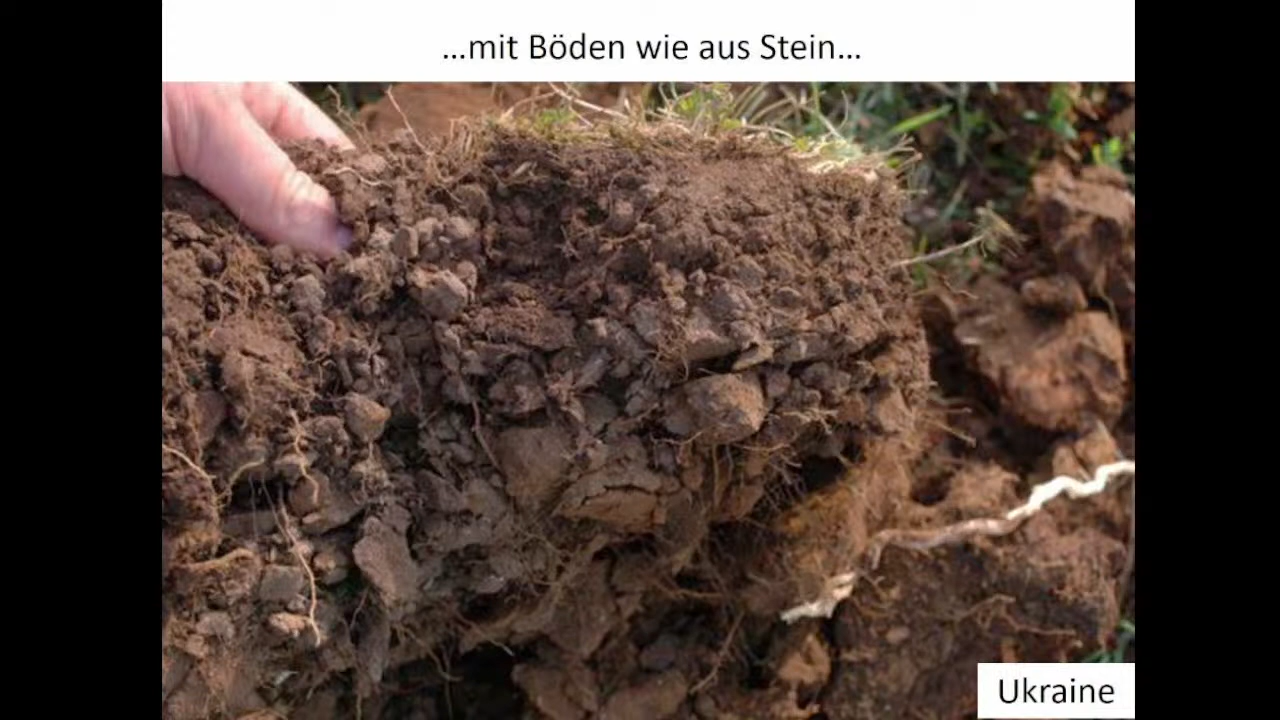 …mit Böden wie aus Stein…
Ukraine